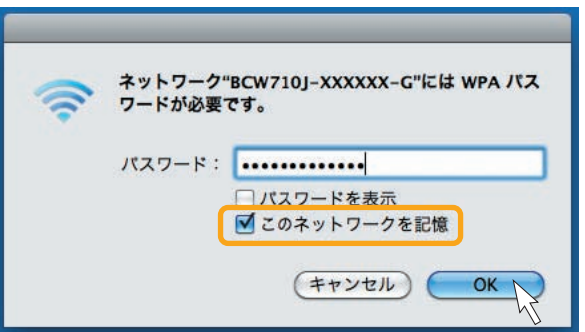 ネットワーク“BCW710J-XXXXXX-G”には WPA パス
ワードが必要です。
パスワード：•••••••••••••
パスワードを表示
このネットワークを記憶
キャンセル OK